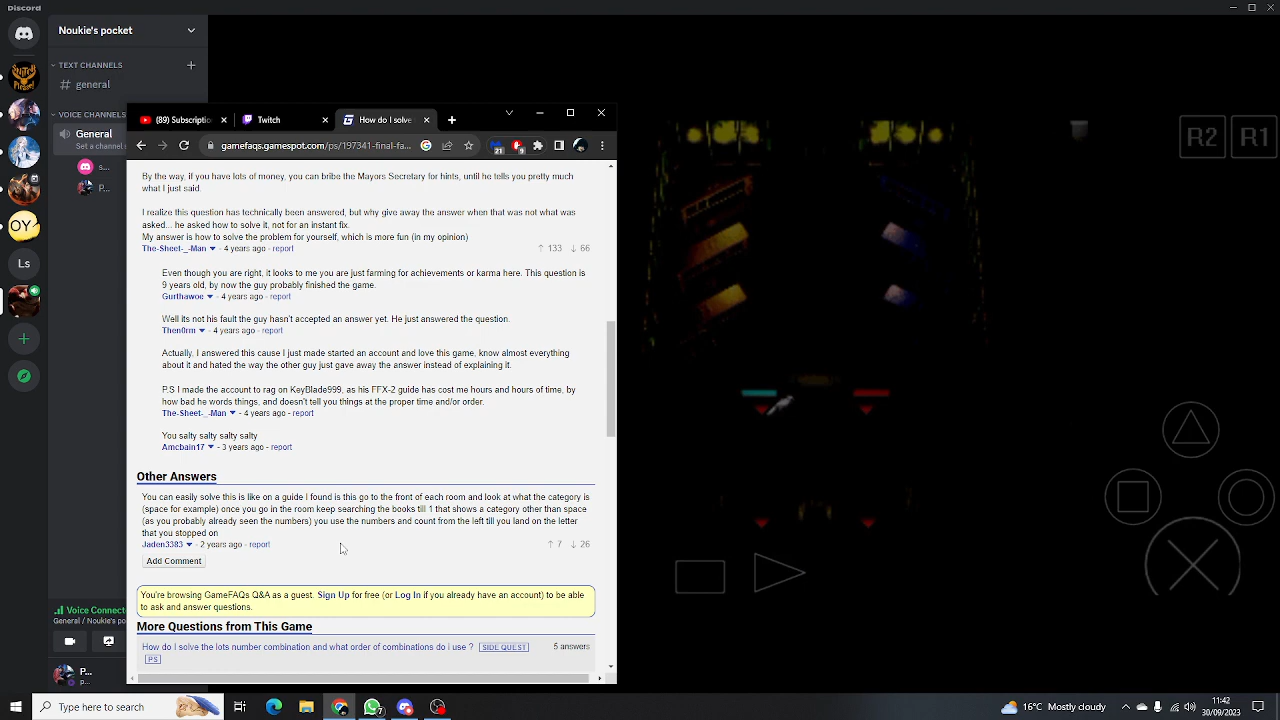 Discord
Noukie's pocket
TEXT CHANNELS
# general
VOICE CHANNELS
General
Set a channel
s...
P...
OY
Ls
Voice Connect
General / Noukie's po
P...
p...
(89) Subscriptio
Twitch
How do I solve
gamefaqs.gamespot.com/ps/197341-final-fa...
21
9
By the way, if you have lots of money, you can bribe the Mayors Secretary for hints, until he tells you pretty much
what I just said.
I realize this question has technically been answered, but why give away the answer when that was not what was
asked... he asked how to solve it, not for an instant fix.
My answer is how to solve the problem for yourself, which is more fun (in my opinion)
The-Sheet-_-Man - 4 years ago - report ↑ 133 ↓ 66
Even though you are right, it looks to me you are just farming for achievements or karma here. This question is
9 years old, by now the guy probably finished the game.
Gurthawoe - 4 years ago - report
Well its not his fault the guy hasn't accepted an answer yet. He just answered the question.
Then0rm - 4 years ago - report
Actually, I answered this cause I just made started an account and love this game, know almost everything
about it and hated the way the other guy just gave away the answer instead of explaining it.
P.S I made the account to rag on KeyBlade999, as his FFX-2 guide has cost me hours and hours of time, by
how bad he words things, and doesn't tell you things at the proper time and/or order.
The-Sheet-_-Man - 4 years ago - report
You salty salty salty salty
Amcbain17 - 3 years ago - report
Other Answers
You can easily solve this is like on a guide I found is this go to the front of each room and look at what the category is
(space for example) once you go in the room keep searching the books till 1 that shows a category other than space
(as you probably already seen the numbers) you use the numbers and count from the left till you land on the letter
that you stopped on
Jaden3383 - 2 years ago - report ↑ 7 ↓ 26
Add Comment
You're browsing GameFAQs Q&A as a guest. Sign Up for free (or Log In if you already have an account) to be able
to ask and answer questions.
More Questions from This Game
How do I solve the lots number combination and what order of combinations do i use ? SIDE QUEST 5 answers
PS
R2 R1
Type here to search
7
16°C Mostly cloudy
11:42
30/09/2023